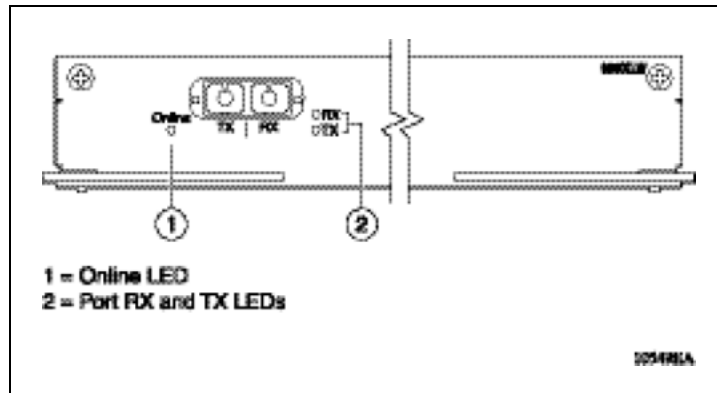 Online
TX
RX
RX
TX
1
2
1 = Online LED
2 = Port RX and TX LEDs